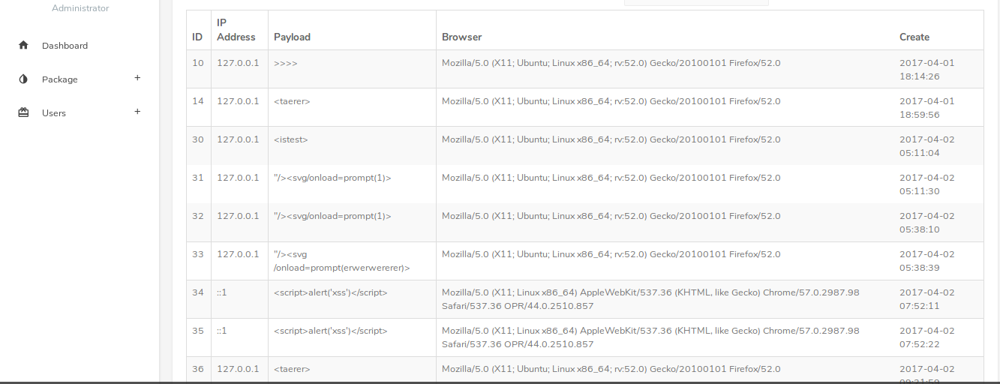 Administrator
Dashboard
Package +
Users +
ID IP Address Payload Browser Create
10 127.0.0.1 >>>> Mozilla/5.0 (X11; Ubuntu; Linux x86_64; rv:52.0) Gecko/20100101 Firefox/52.0 2017-04-01
18:14:26
14 127.0.0.1 <taerer> Mozilla/5.0 (X11; Ubuntu; Linux x86_64; rv:52.0) Gecko/20100101 Firefox/52.0 2017-04-01
18:59:56
30 127.0.0.1 <istest> Mozilla/5.0 (X11; Ubuntu; Linux x86_64; rv:52.0) Gecko/20100101 Firefox/52.0 2017-04-02
05:11:04
31 127.0.0.1 "/><svg/onload=prompt(1)> Mozilla/5.0 (X11; Ubuntu; Linux x86_64; rv:52.0) Gecko/20100101 Firefox/52.0 2017-04-02
05:11:30
32 127.0.0.1 "/><svg/onload=prompt(1)> Mozilla/5.0 (X11; Ubuntu; Linux x86_64; rv:52.0) Gecko/20100101 Firefox/52.0 2017-04-02
05:38:10
33 127.0.0.1 "/><svg Mozilla/5.0 (X11; Ubuntu; Linux x86_64; rv:52.0) Gecko/20100101 Firefox/52.0 2017-04-02
/onload=prompt(erwerwererer)> 05:38:39
34 ::1 <script>alert('xss')</script> Mozilla/5.0 (X11; Linux x86_64) AppleWebKit/537.36 (KHTML, like Gecko) Chrome/57.0.2987.98 2017-04-02
Safari/537.36 OPR/44.0.2510.857 07:52:11
35 ::1 <script>alert('xss')</script> Mozilla/5.0 (X11; Linux x86_64) AppleWebKit/537.36 (KHTML, like Gecko) Chrome/57.0.2987.98 2017-04-02
Safari/537.36 OPR/44.0.2510.857 07:52:22
36 127.0.0.1 <taerer> Mozilla/5.0 (X11; Ubuntu; Linux x86_64; rv:52.0) Gecko/20100101 Firefox/52.0 2017-04-02